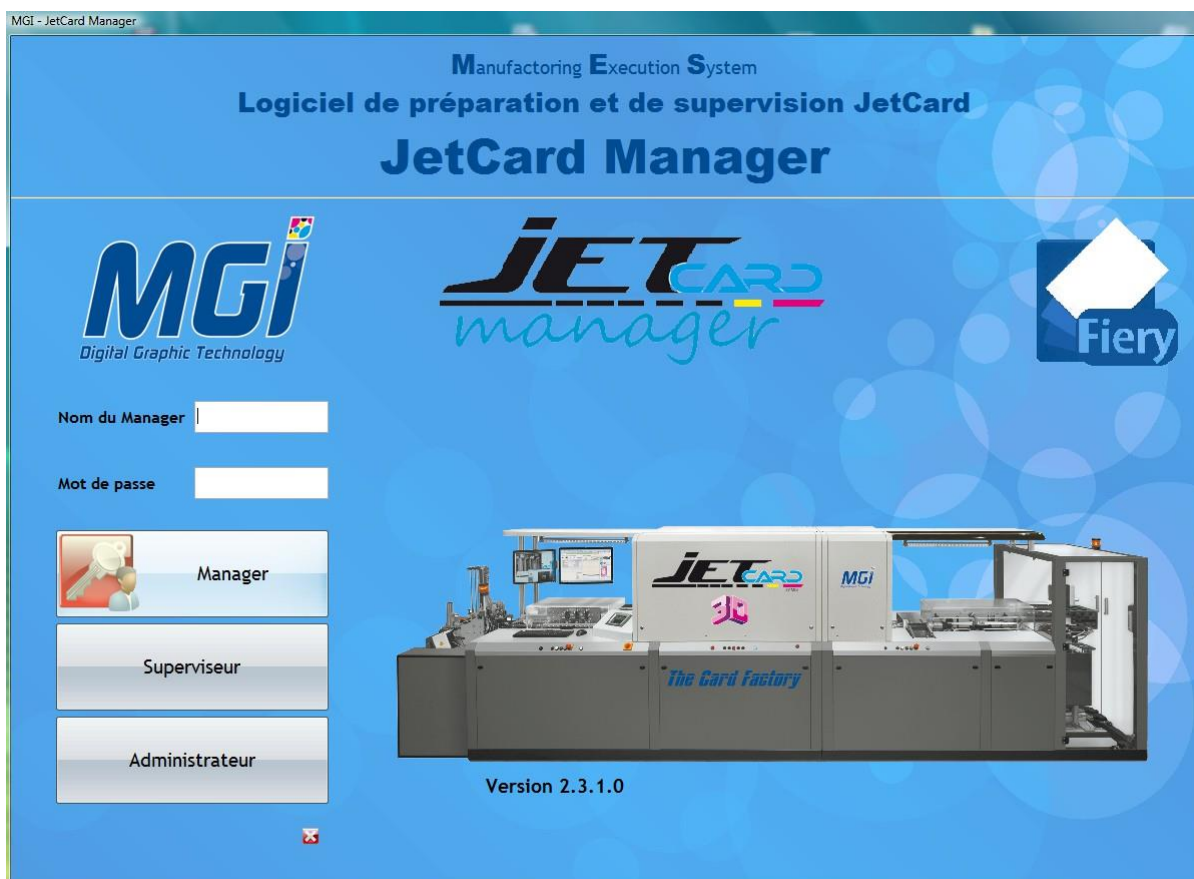 MGI - JetCard Manager
Manufactoring Execution System
Logiciel de préparation et de supervision JetCard
JetCard Manager
MGI
Digital Graphic Technology
JET CARD
manager
Fiery
Nom du Manager
Mot de passe
Manager
Superviseur
Administrateur
JET CARD
MGI
3D
The Card Factory
Version 2.3.1.0